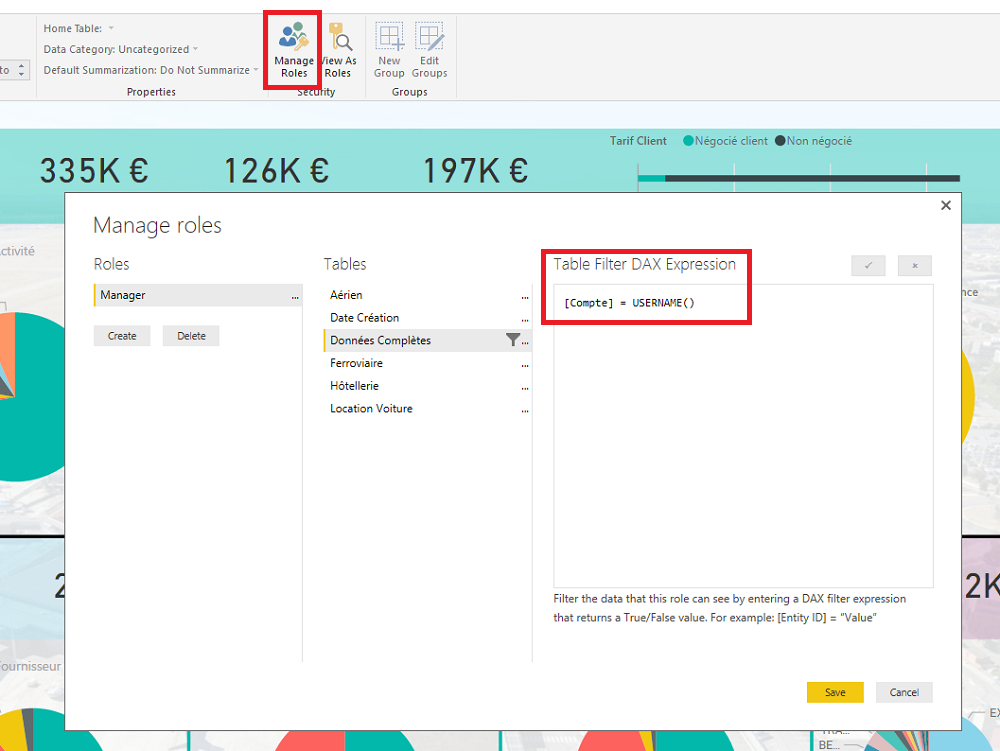 Home Table:
Data Category: Uncategorized
to
Default Summarization: Do Not Summarize
Properties
Manage Roles
View As Roles
Security
New Group
Edit Groups
Groups
335K €
126K €
197K €
Tarif Client
Négocié client
Non négocié
ctivité
nce
Manage roles
Roles
Manager
...
Create
Delete
Tables
Aérien
...
Date Création
...
Données Complètes
...
Ferroviaire
...
Hôtellerie
...
Location Voiture
...
Table Filter DAX Expression
[Compte] = USERNAME()
Filter the data that this role can see by entering a DAX filter expression
that returns a True/False value. For example: [Entity ID] = “Value”
Save
Cancel
2
2K
ournisseur
EX
TRA...
BE...